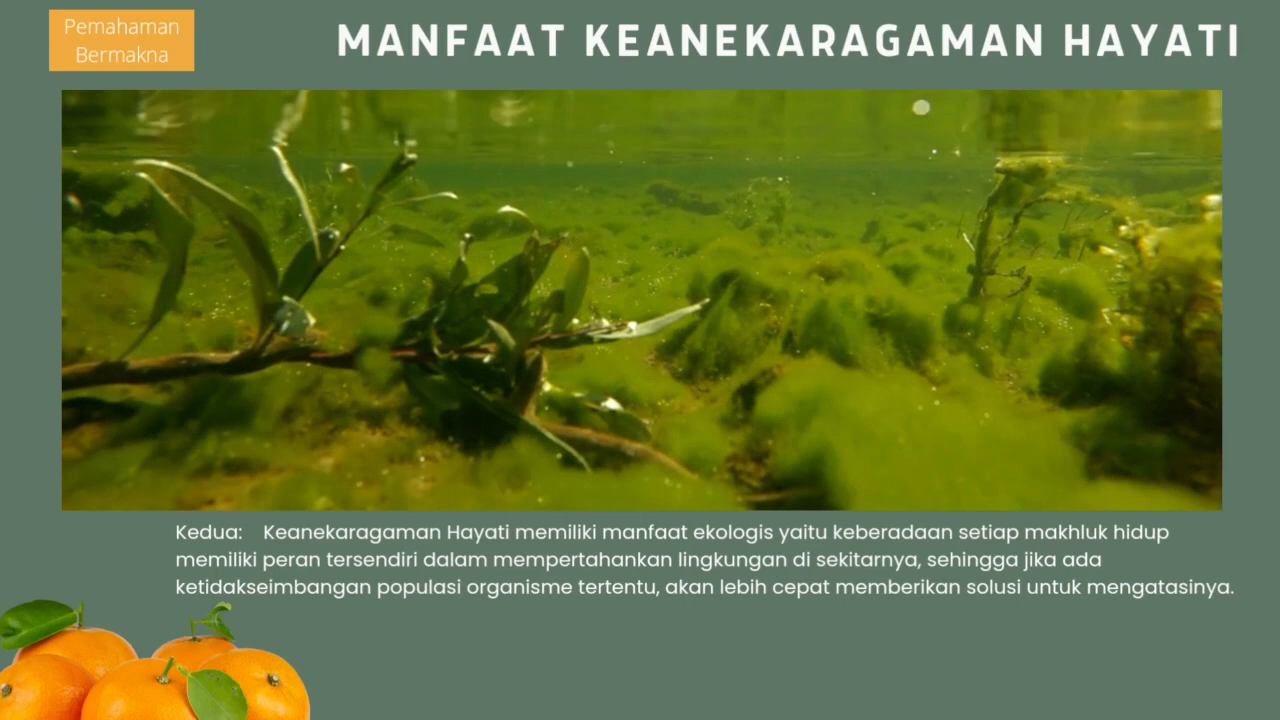 Pemahaman
Bermakna
MANFAAT KEANEKARAGAMAN HAYATI
Kedua: Keanekaragaman Hayati memiliki manfaat ekologis yaitu keberadaan setiap makhluk hidup
memiliki peran tersendiri dalam mempertahankan lingkungan di sekitarnya, sehingga jika ada
ketidakseimbangan populasi organisme tertentu, akan lebih cepat memberikan solusi untuk mengatasinya.